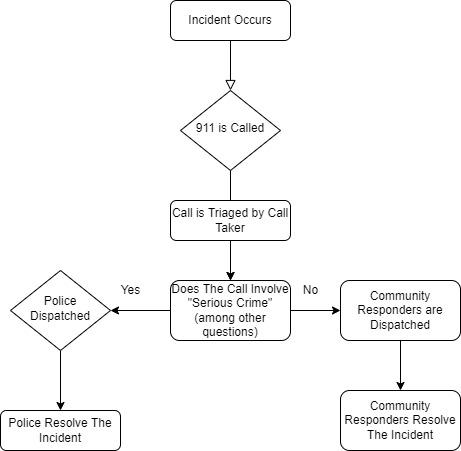 Incident Occurs
911 is Called
Call is Triaged by Call
Taker
Does The Call Involve
"Serious Crime"
(among other
questions)
Yes
No
Police
Dispatched
Community
Responders are
Dispatched
Police Resolve The
Incident
Community
Responders Resolve
The Incident